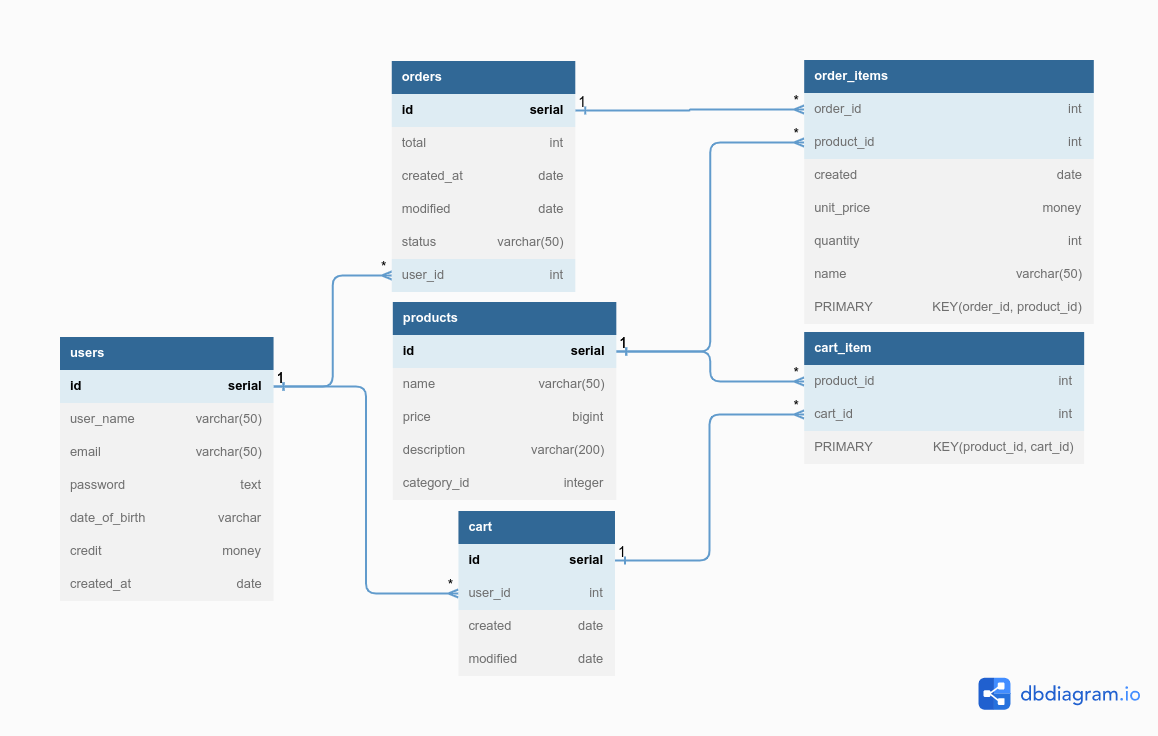 orders
id serial
total int
created_at date
modified date
status varchar(50)
user_id int
order_items
order_id int
product_id int
created date
unit_price money
quantity int
name varchar(50)
PRIMARY KEY(order_id, product_id)
products
id serial
name varchar(50)
price bigint
description varchar(200)
category_id integer
cart_item
product_id int
cart_id int
PRIMARY KEY(product_id, cart_id)
users
id serial
user_name varchar(50)
email varchar(50)
password text
date_of_birth varchar
credit money
created_at date
cart
id serial
user_id int
created date
modified date
1
*
*
*
1
1
*
*
1
*
dbdiagram.io